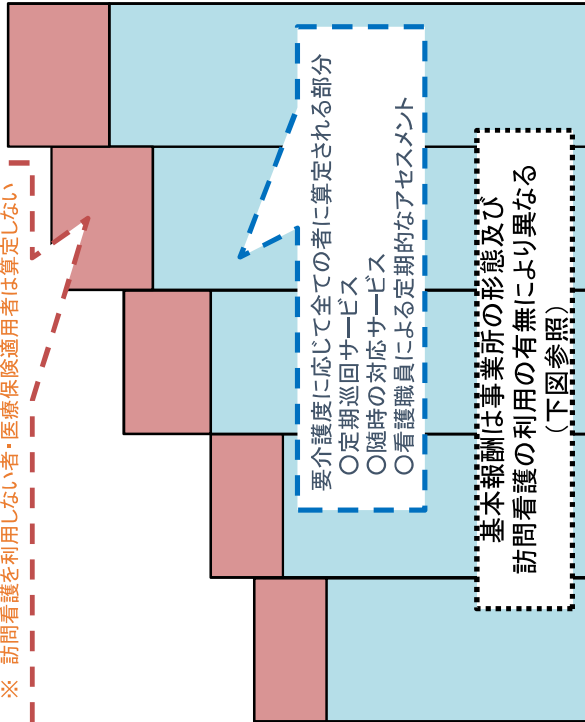 ※ 訪問看護を利用しない者・医療保険適用者は算定しない
要介護度に応じて全ての者に算定される部分
〇定期巡回サービス
〇随時の対応サービス
〇看護職員による定期的なアセスメント
基本報酬は事業所の形態及び
訪問看護の利用の有無により異なる
（下図参照）